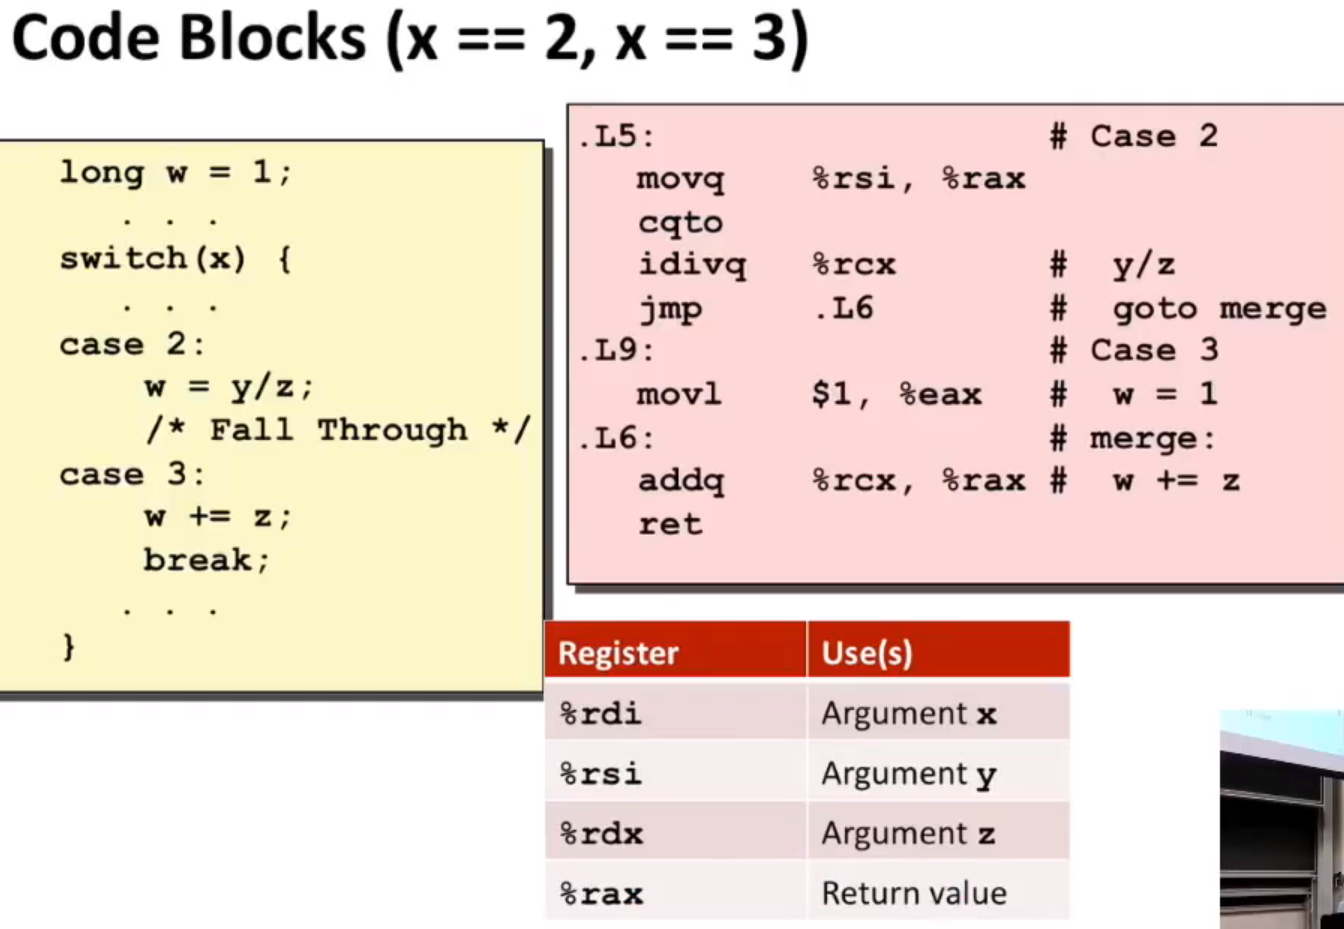 Code Blocks (x == 2, x == 3)
long w = 1;
. . .
switch(x) {
. . .
case 2:
w = y/z;
/* Fall Through */
case 3:
w += z;
break;
. . .
}
.L5: # Case 2
movq %rsi, %rax
cqto
idivq %rcx # y/z
jmp .L6 # goto merge
.L9: # Case 3
movl $1, %eax # w = 1
.L6: # merge:
addq %rcx, %rax # w += z
ret
Register Use(s)
%rdi Argument x
%rsi Argument y
%rdx Argument z
%rax Return value